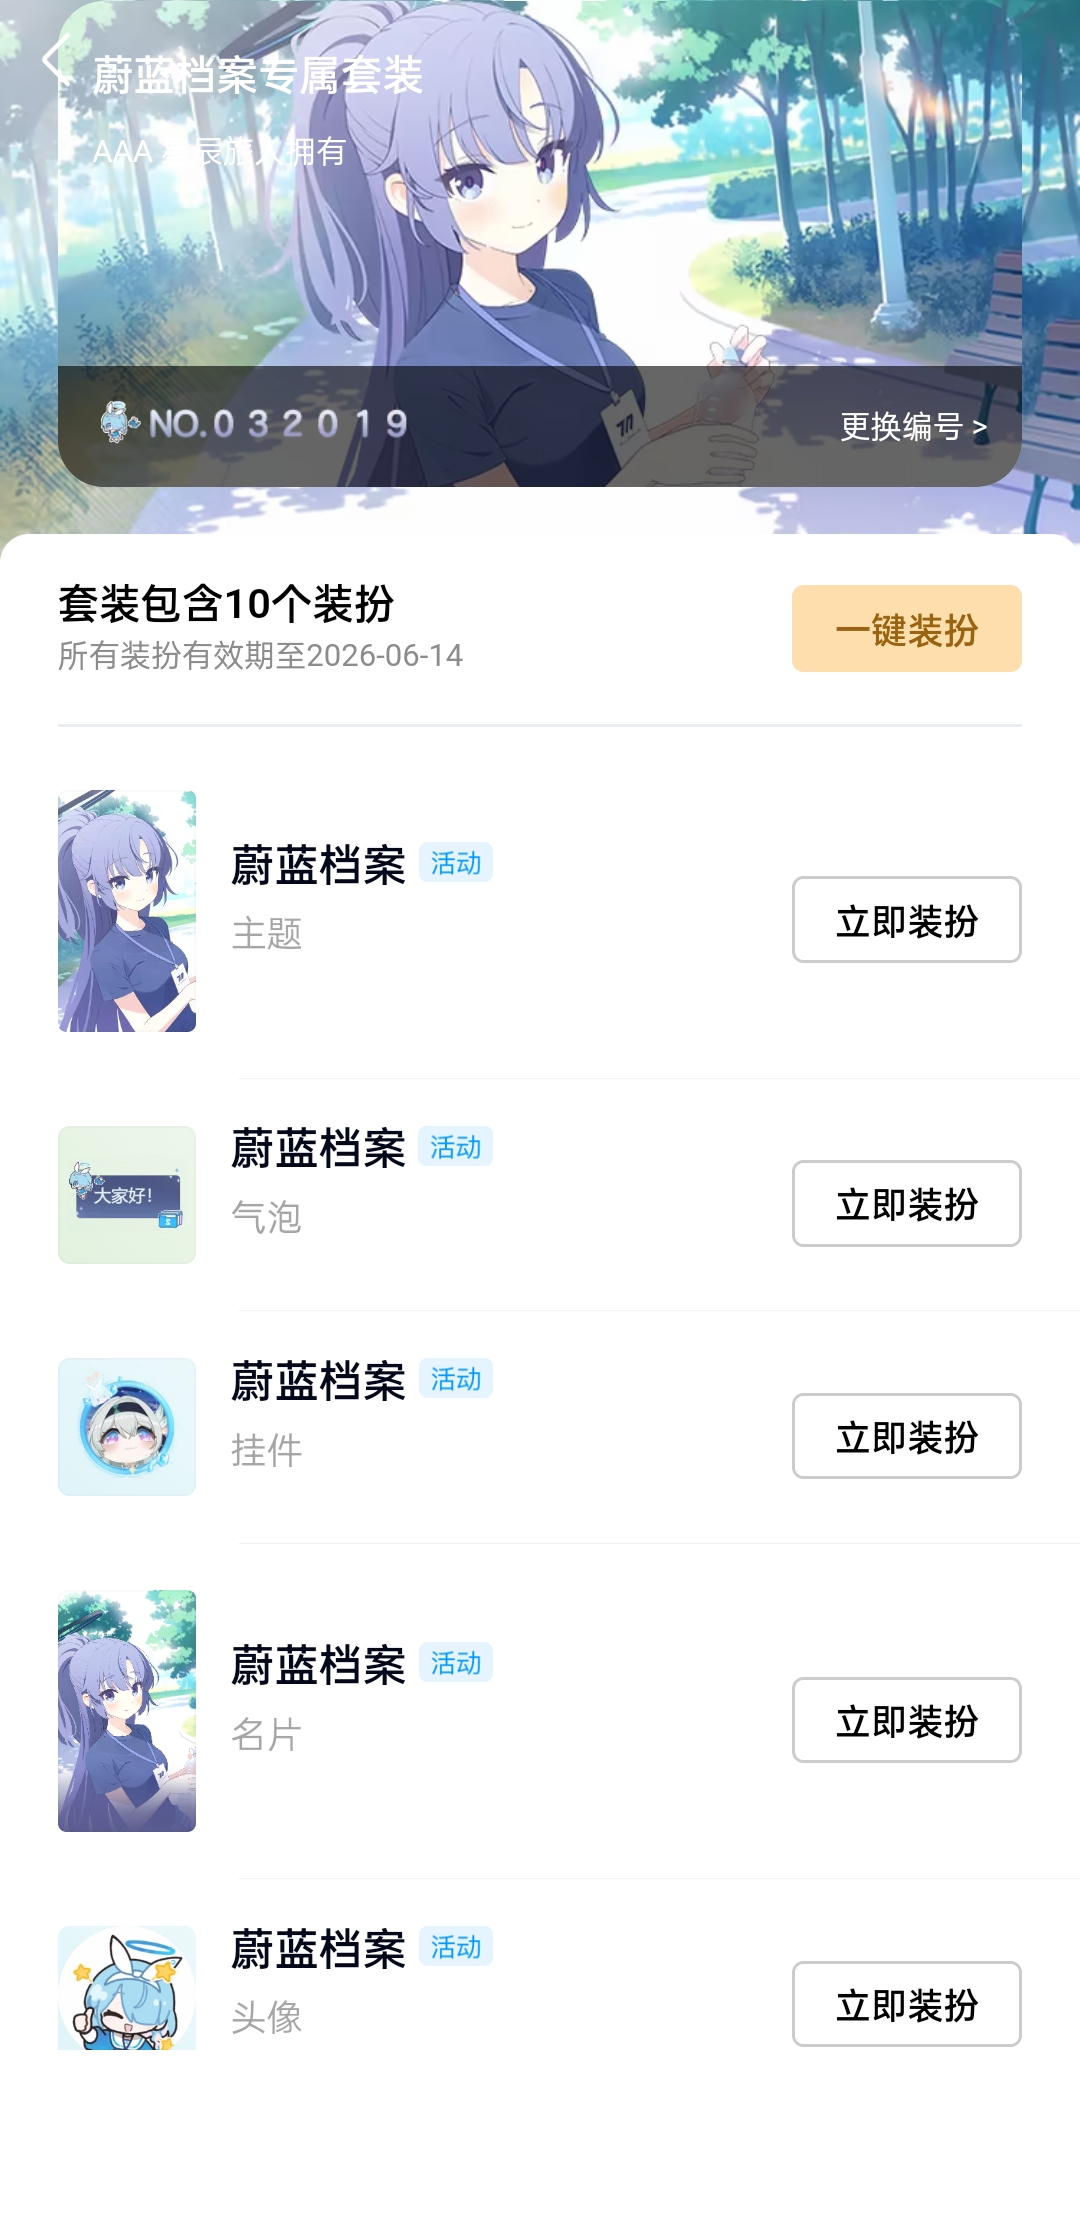 蔚蓝档案专属套装
AAA 星辰旅人拥有
NO.032019
更换编号 >
套装包含10个装扮
所有装扮有效期至2026-06-14
一键装扮
蔚蓝档案 活动
主题
立即装扮
蔚蓝档案 活动
气泡
大家好!
立即装扮
蔚蓝档案 活动
挂件
立即装扮
蔚蓝档案 活动
名片
立即装扮
蔚蓝档案 活动
头像
立即装扮